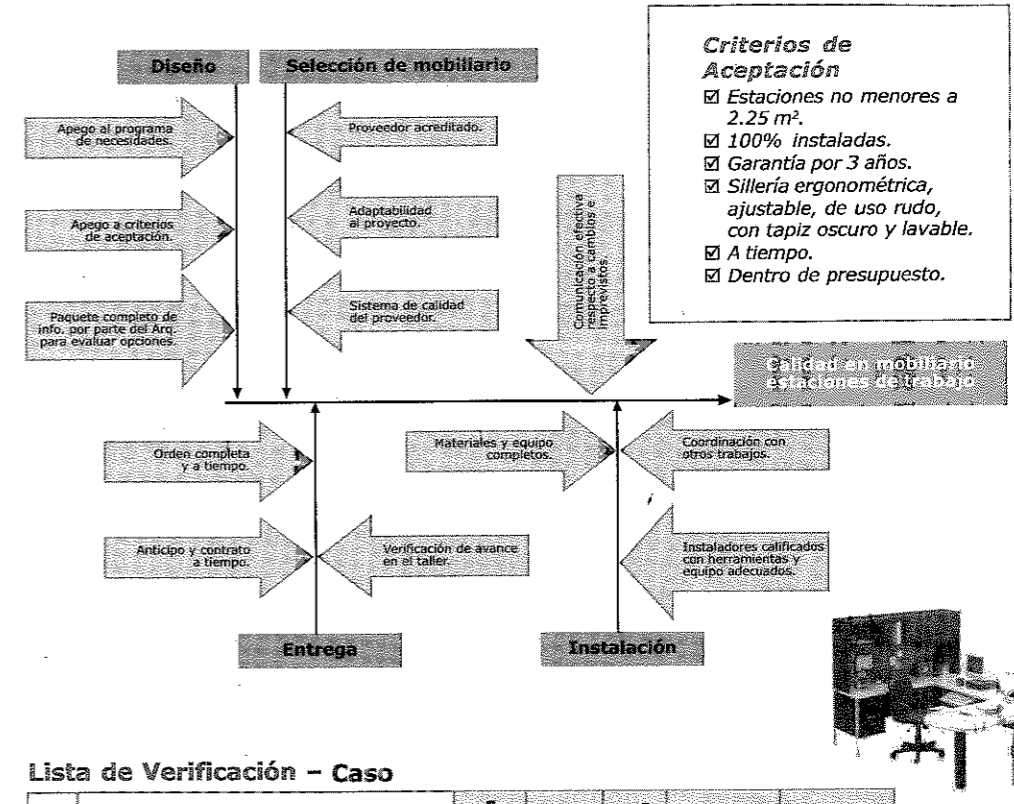 Criterios de
Aceptación
☑ Estaciones no menores a
2.25 m².
☑ 100% instaladas.
☑ Garantía por 3 años.
☑ Sillería ergonométrica,
ajustable, de uso rudo,
con tapiz oscuro y lavable.
☑ A tiempo.
☑ Dentro de presupuesto.
Diseño
Selección de mobiliario
Apego al programa
de necesidades.
Proveedor acreditado.
Apego a criterios
de aceptación.
Adaptabilidad
al proyecto.
Paquete completo de
info. por parte del Arq.
para evaluar opciones.
Sistema de calidad
del proveedor.
Comunicación efectiva
respecto a cambios e
imprevistos.
Calidad en mobiliario
estaciones de trabajo
Orden completa
y a tiempo.
Materiales y equipo
completos.
Coordinación con
otros trabajos.
Anticipo y contrato
a tiempo.
Verificación de avance
en el taller.
Instaladores calificados
con herramientas y
equipo adecuados.
Entrega
Instalación
Lista de Verificación – Caso